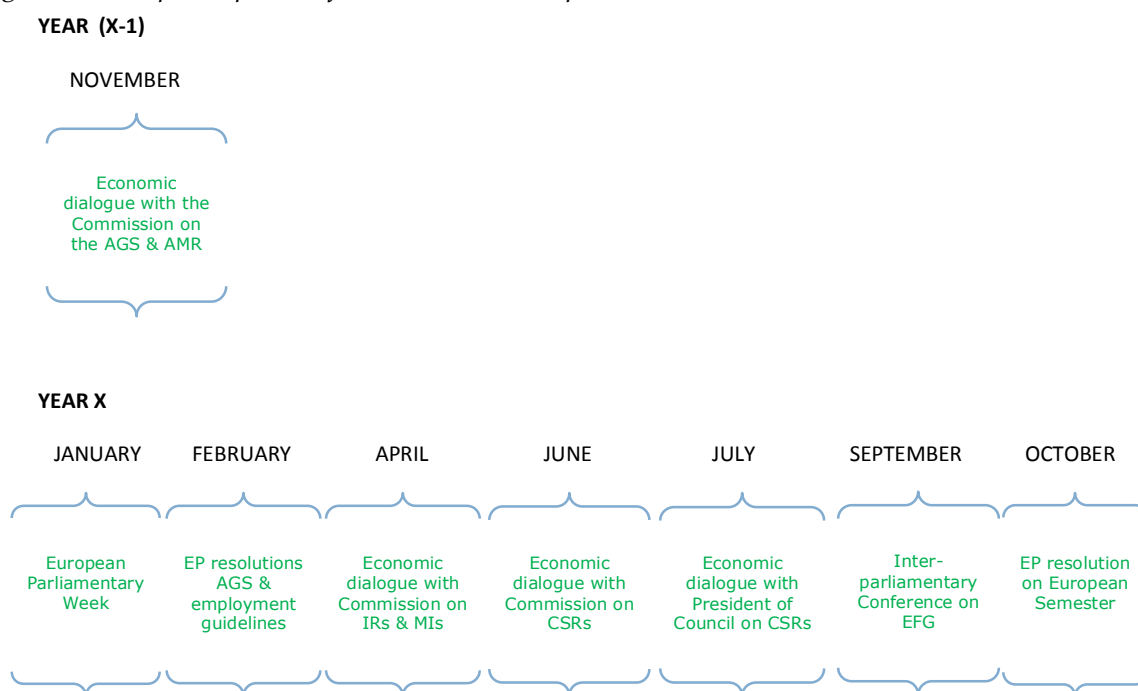 YEAR (X-1)
NOVEMBER
Economic
dialogue with the
Commission on
the AGS & AMR
YEAR X
JANUARY
FEBRUARY
APRIL
JUNE
JULY
SEPTEMBER
OCTOBER
European
Parliamentary
Week
EP resolutions
AGS &
employment
guidelines
Economic
dialogue with
Commission on
IRs & MIs
Economic
dialogue with
Commission on
CSRs
Economic
dialogue with
President of
Council on CSRs
Inter-
parliamentary
Conference on
EFG
EP resolution
on European
Semester